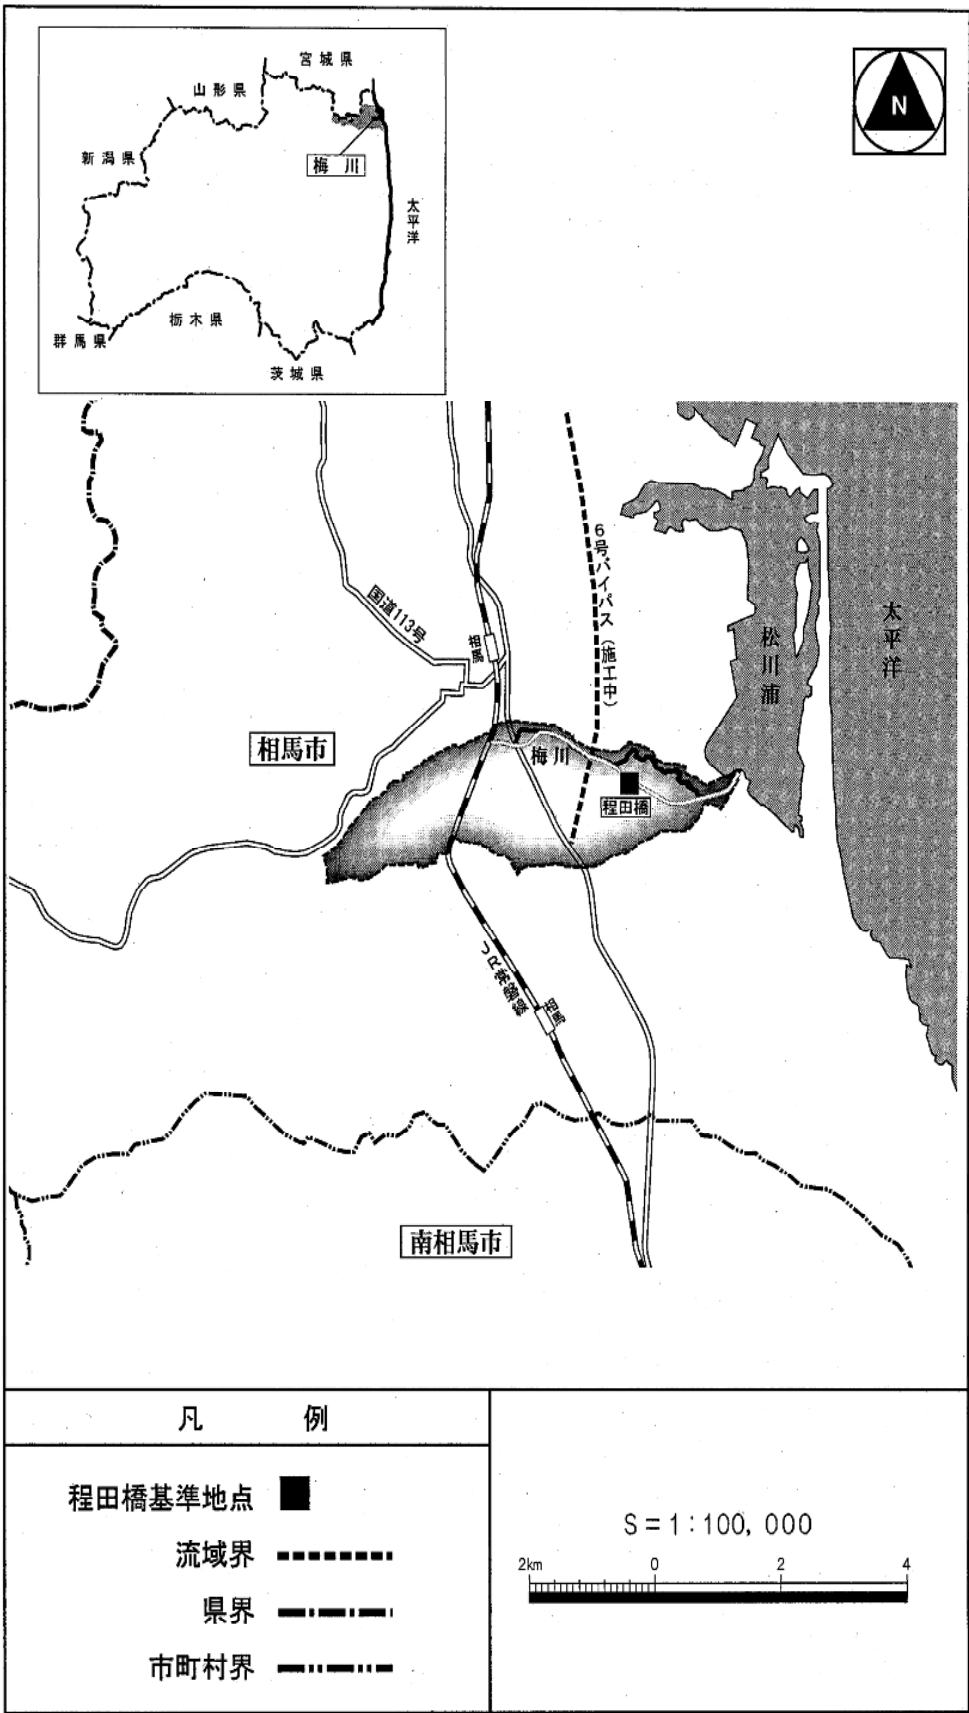 宮城県
山形県
N
新潟県
梅川
太平洋
栃木県
群馬県
茨城県
6号バイパス（施工中）
国道113号
太平洋
松川浦
相馬
相馬市
梅川
程田橋
JR常磐線
相馬
南相馬市
凡例
程田橋基準地点
流域界
県界
市町村界
S=1:100,000
2km 0 2 4